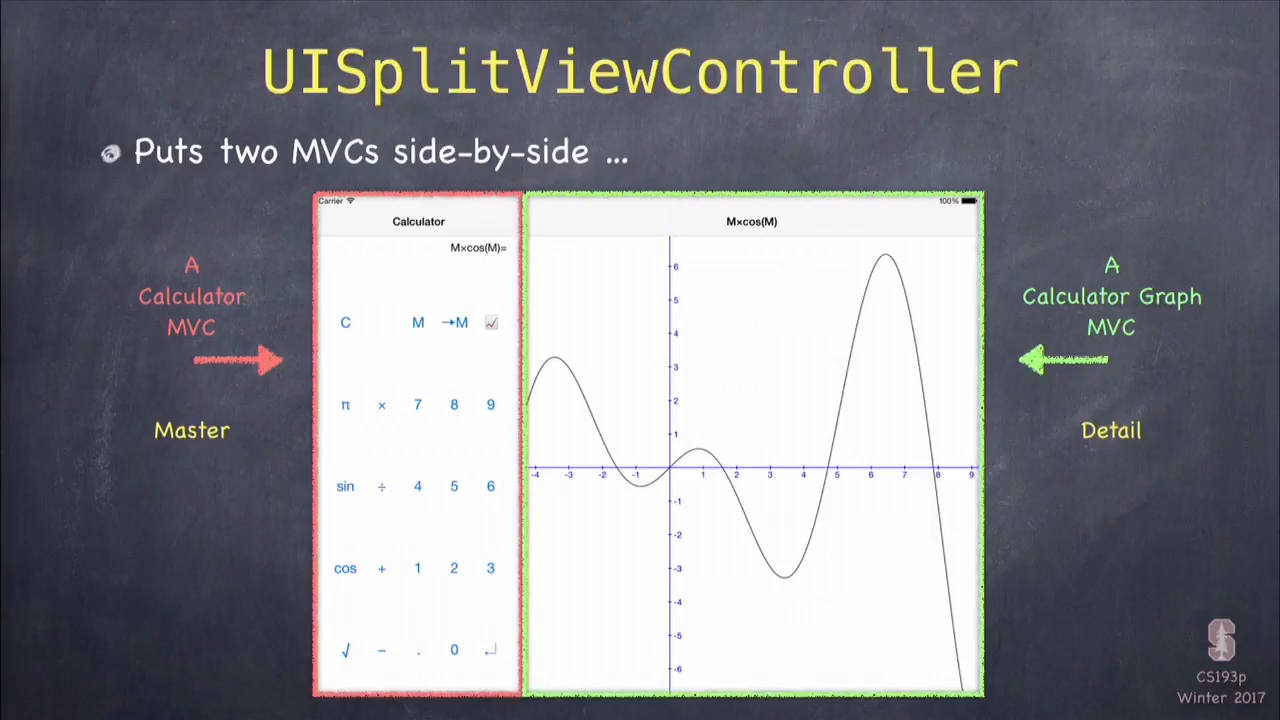 UISplitViewController
Puts two MVCs side-by-side ...
Carrier
100%
Calculator
M×cos(M)
M×cos(M)=
A
Calculator
MVC
Master
C M →M
π × 7 8 9
sin ÷ 4 5 6
cos + 1 2 3
√ − . 0 ↵
6
5
4
3
2
1
-4 -3 -2 -1 1 2 3 4 5 6 7 8 9
-1
-2
-3
-4
-5
-6
A
Calculator Graph
MVC
Detail
S
CS193p
Winter 2017